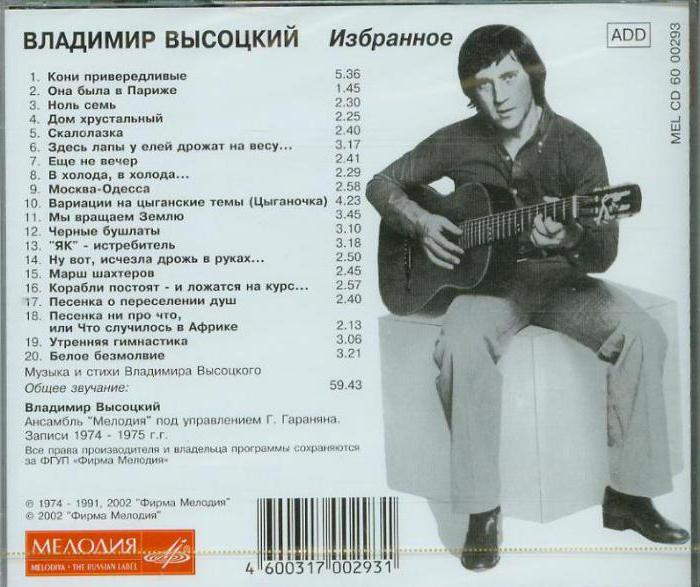 ВЛАДИМИР ВЫСОЦКИЙ Избранное
ADD
MEL CD 60 00293
1. Кони привередливые 5.36
2. Она была в Париже 1.45
3. Ноль семь 2.30
4. Дом хрустальный 2.25
5. Скалолазка 2.40
6. Здесь лапы у елей дрожат на весу... 3.17
7. Еще не вечер 2.41
8. В холода, в холода... 2.29
9. Москва-Одесса 2.58
10. Вариации на цыганские темы (Цыганочка) 4.23
11. Мы вращаем Землю 3.45
12. Черные бушлаты 3.10
13. "ЯК" - истребитель 3.18
14. Ну вот, исчезла дрожь в руках... 2.50
15. Марш шахтеров 2.45
16. Корабли постоят - и ложатся на курс... 2.57
17. Песенка о переселении душ 2.40
18. Песенка ни про что,
или Что случилось в Африке 2.13
19. Утренняя гимнастика 3.06
20. Белое безмолвие 3.21
Музыка и стихи Владимира Высоцкого
Общее звучание: 59.43
Владимир Высоцкий
Ансамбль "Мелодия" под управлением Г. Гараняна.
Записи 1974 - 1975 г.г.
Все права производителя и владельца программы сохраняются
за ФГУП «Фирма Мелодия»
℗ 1974 - 1991, 2002 "Фирма Мелодия"
© 2002 "Фирма Мелодия"
МЕЛОДИЯ
MELODIYA - THE RUSSIAN LABEL
4 600317 002931